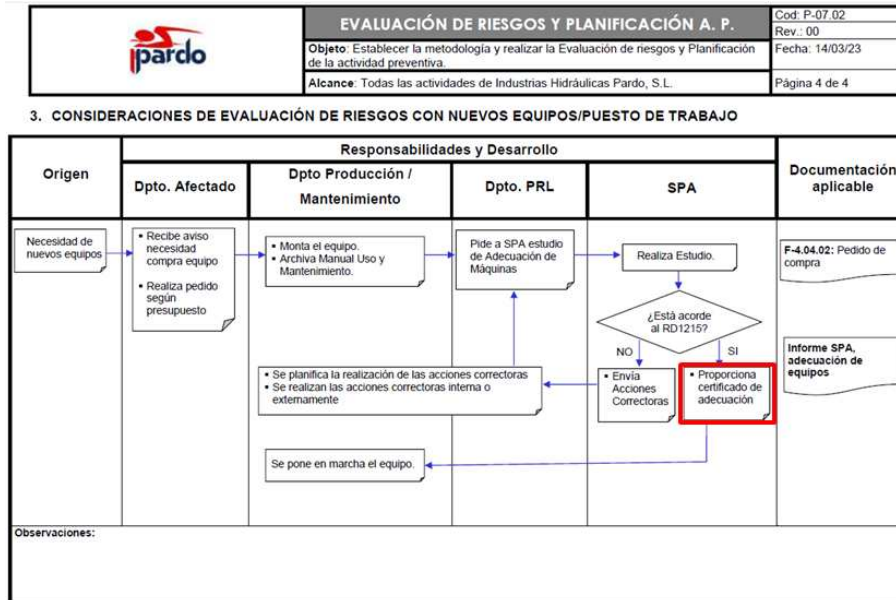 ipardo
EVALUACIÓN DE RIESGOS Y PLANIFICACIÓN A. P.
Cod: P-07.02
Rev.: 00
Objeto: Establecer la metodología y realizar la Evaluación de riesgos y Planificación
de la actividad preventiva.
Fecha: 14/03/23
Alcance: Todas las actividades de Industrias Hidráulicas Pardo, S.L.
Página 4 de 4
3. CONSIDERACIONES DE EVALUACIÓN DE RIESGOS CON NUEVOS EQUIPOS/PUESTO DE TRABAJO
Origen
Responsabilidades y Desarrollo
Documentación
aplicable
Dpto. Afectado
Dpto Producción /
Mantenimiento
Dpto. PRL
SPA
Necesidad de
nuevos equipos
▪ Recibe aviso
necesidad
compra equipo
▪ Realiza pedido
según
presupuesto
▪ Monta el equipo.
▪ Archiva Manual Uso y
Mantenimiento.
Pide a SPA estudio
de Adecuación de
Máquinas
Realiza Estudio.
F-4.04.02: Pedido de
compra
¿Está acorde
al RD1215?
NO
SI
Informe SPA,
adecuación de
equipos
▪ Se planifica la realización de las acciones correctoras
▪ Se realizan las acciones correctoras interna o
externamente
▪ Envía
Acciones
Correctoras
▪ Proporciona
certificado de
adecuación
Se pone en marcha el equipo.
Observaciones: